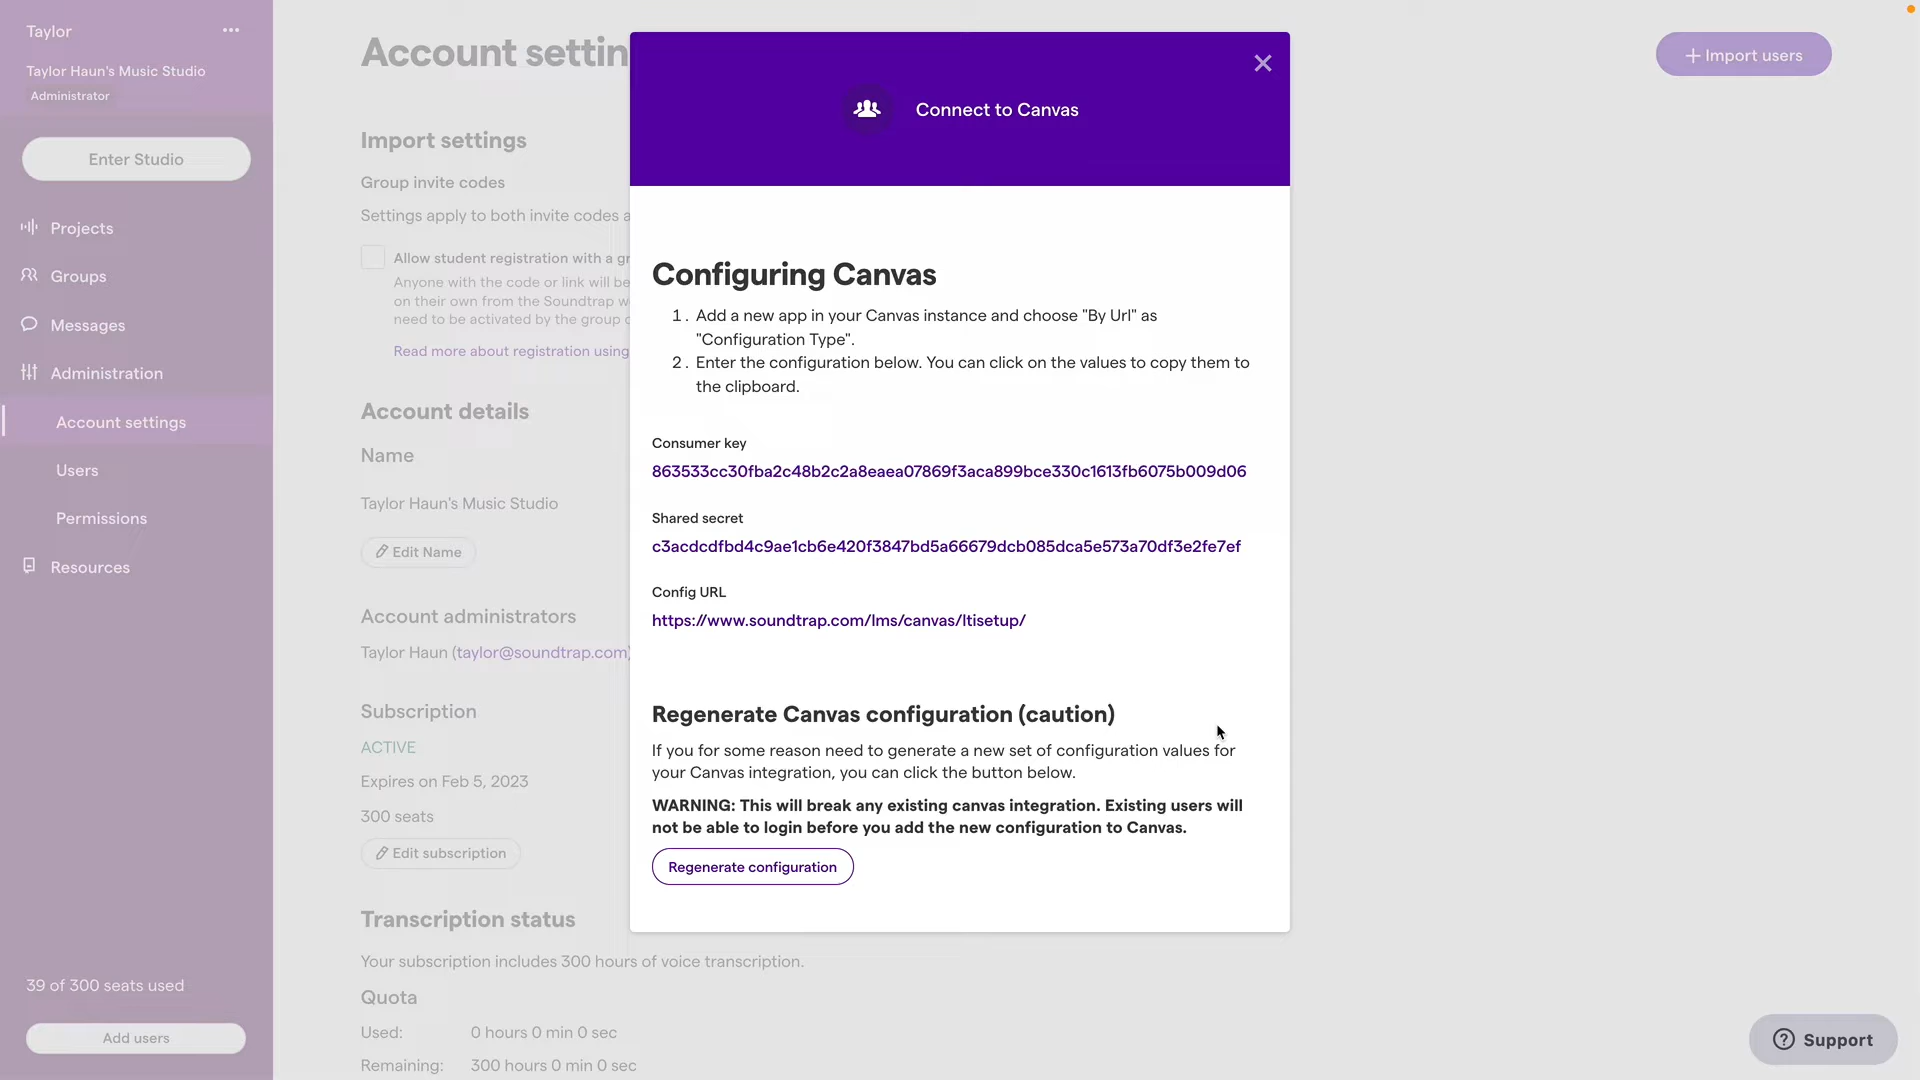 Taylor
Taylor Haun's Music Studio
Administrator
Enter Studio
Projects
Groups
Messages
Administration
Account settings
Users
Permissions
Resources
39 of 300 seats used
Add users
Account settin
+ Import users
Import settings
Group invite codes
Settings apply to both invite codes a
Allow student registration with a gr
Anyone with the code or link will be
on their own from the Soundtrap w
need to be activated by the group
Read more about registration using
Account details
Name
Taylor Haun's Music Studio
Edit Name
Account administrators
Taylor Haun (taylor@soundtrap.com)
Subscription
ACTIVE
Expires on Feb 5, 2023
300 seats
Edit subscription
Transcription status
Your subscription includes 300 hours of voice transcription.
Quota
Used: 0 hours 0 min 0 sec
Remaining: 300 hours 0 min 0 sec
Connect to Canvas
Configuring Canvas
1. Add a new app in your Canvas instance and choose "By Url" as
"Configuration Type".
2. Enter the configuration below. You can click on the values to copy them to
the clipboard.
Consumer key
863533cc30fba2c48b2c2a8eaea07869f3aca899bce330c1613fb6075b009d06
Shared secret
c3acdcdfbd4c9ae1cb6e420f3847bd5a66679dcb085dca5e573a70df3e2fe7ef
Config URL
https://www.soundtrap.com/lms/canvas/ltisetup/
Regenerate Canvas configuration (caution)
If you for some reason need to generate a new set of configuration values for
your Canvas integration, you can click the button below.
WARNING: This will break any existing canvas integration. Existing users will
not be able to login before you add the new configuration to Canvas.
Regenerate configuration
Support